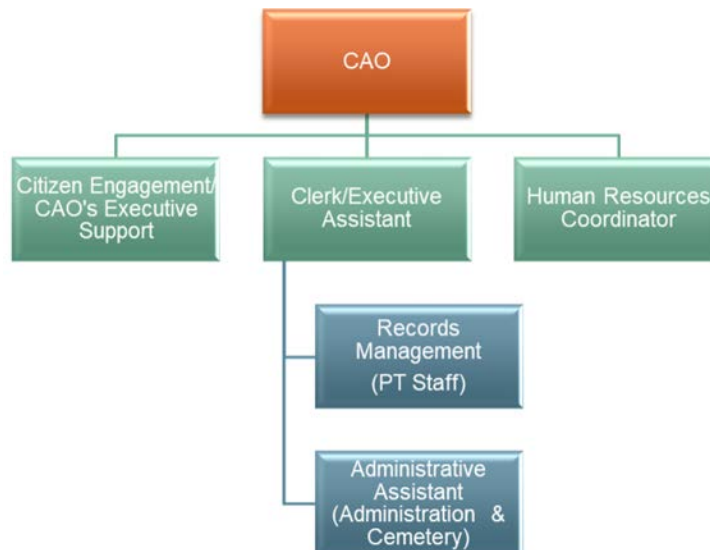 CAO
Citizen Engagement/
CAO's Executive
Support
Clerk/Executive
Assistant
Human Resources
Coordinator
Records
Management
(PT Staff)
Administrative
Assistant
(Administration &
Cemetery)